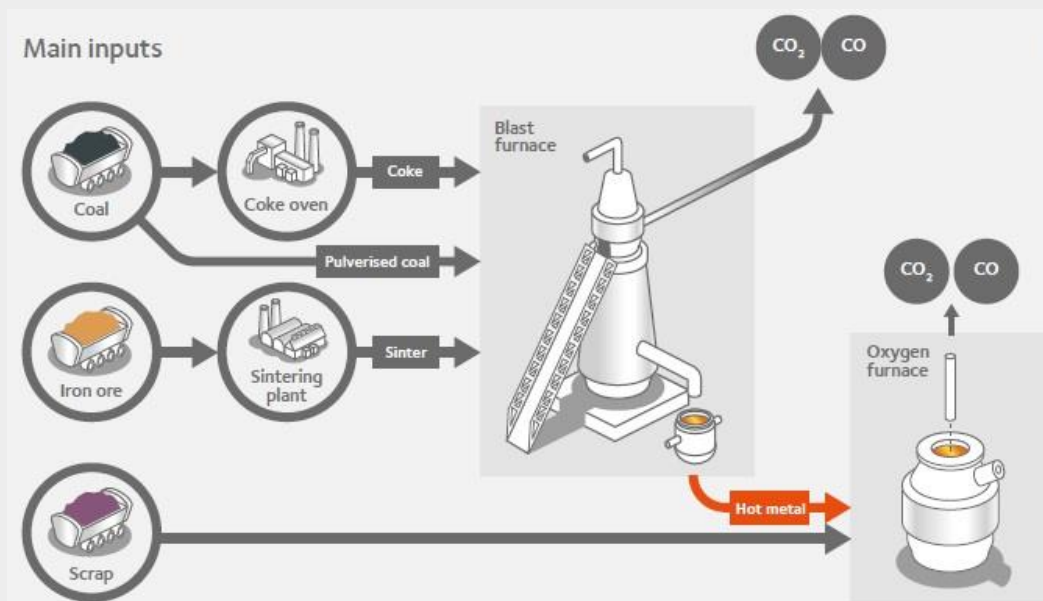 Main inputs
CO2
CO
Blast
furnace
Coal
Coke oven
Coke
Pulverised coal
CO2
CO
Iron ore
Sintering
plant
Sinter
Oxygen
furnace
Hot metal
Scrap